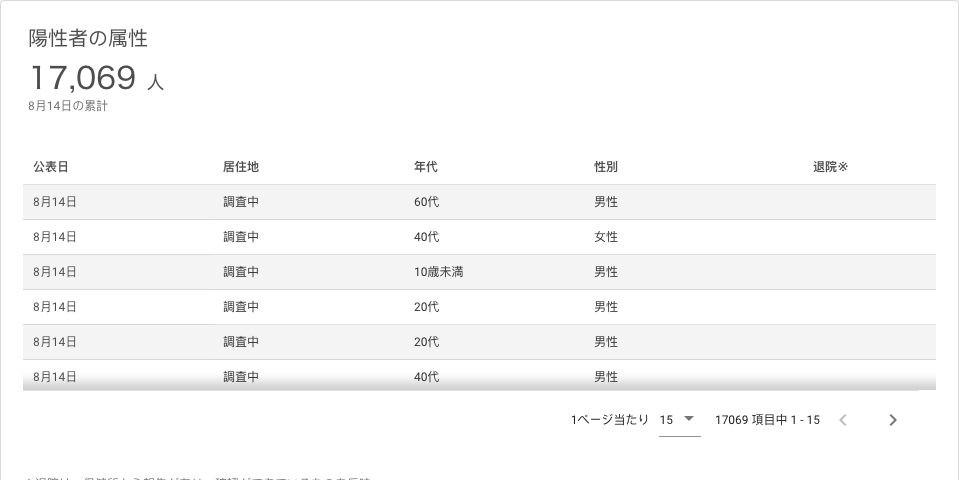 陽性者の属性
17,069 人
8月14日の累計
公表日 居住地 年代 性別 退院※
8月14日 調査中 60代 男性
8月14日 調査中 40代 女性
8月14日 調査中 10歳未満 男性
8月14日 調査中 20代 男性
8月14日 調査中 20代 男性
8月14日 調査中 40代 男性
1ページ当たり 15 17069 項目中 1 - 15